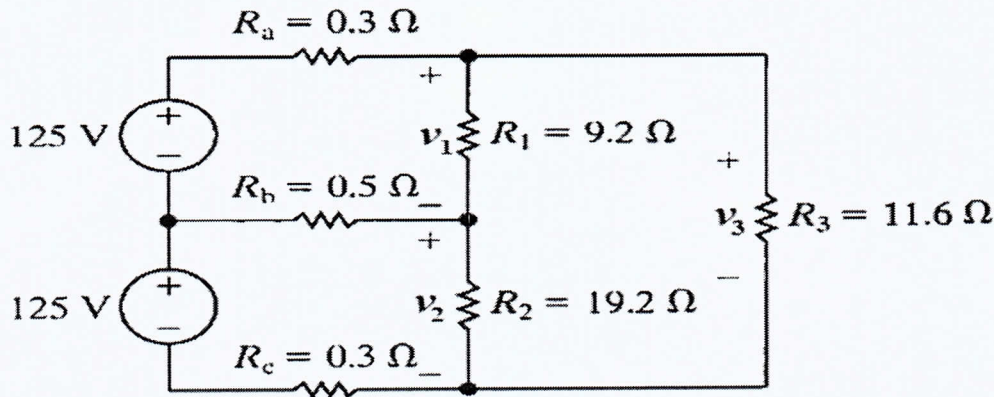 Rₐ = 0.3 Ω
+
125 V + −
v₁ R₁ = 9.2 Ω
+
R_b = 0.5 Ω −
+
v₃ R₃ = 11.6 Ω
125 V + −
v₂ R₂ = 19.2 Ω
−
R_c = 0.3 Ω −